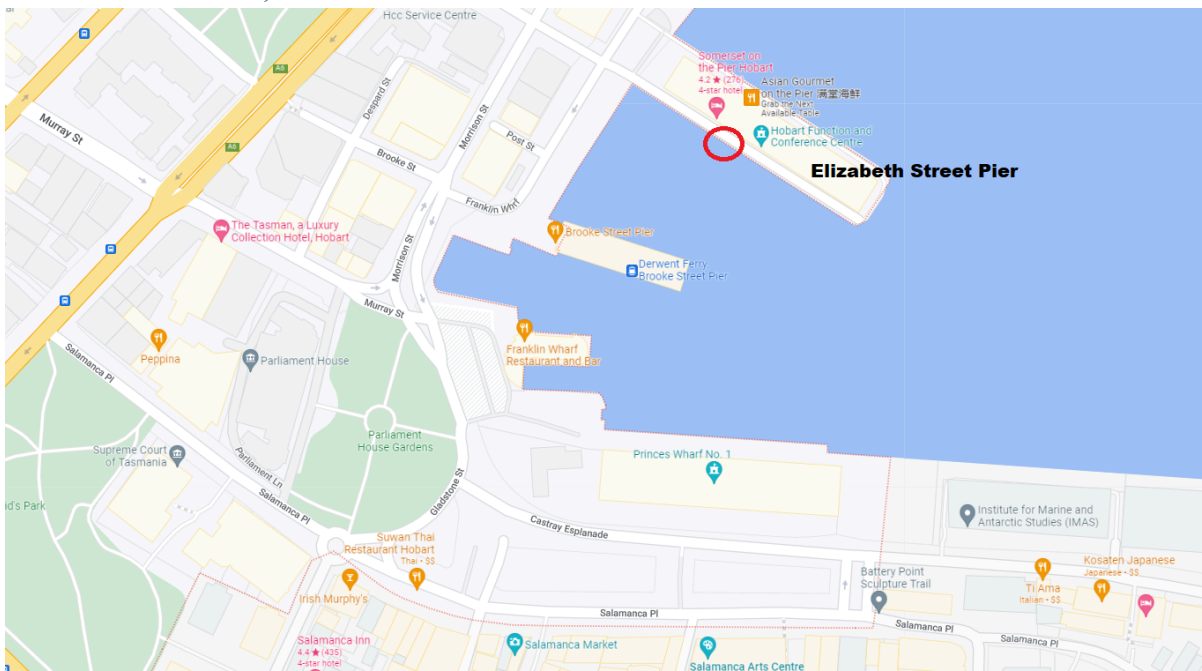 Hcc Service Centre
A6
Murray St
Despard St
Morrison St
Post St
Brooke St
Franklin Whrf
A6
Somerset on
the Pier Hobart
4.2 ★ (276)
4-star hotel
Asian Gourmet
on the Pier 满堂海鲜
Grab the Next
Available Table
Hobart Function and
Conference Centre
Elizabeth Street Pier
The Tasman, a Luxury
Collection Hotel, Hobart
Brooke Street Pier
Morrison St
Derwent Ferry
Brooke Street Pier
Murray St
Peppina
Parliament House
Franklin Wharf
Restaurant and Bar
Salamanca Pl
Parliament
House Gardens
Supreme Court
of Tasmania
Parliament Ln
Princes Wharf No. 1
Salamanca Pl
Gladstone St
d's Park
Castray Esplanade
Institute for Marine and
Antarctic Studies (IMAS)
Suwan Thai
Restaurant Hobart
Thai • $$
Kosaten Japanese
Japanese • $$
Battery Point
Sculpture Trail
Ti Ama
Italian • $$
Irish Murphy's
Salamanca Pl
Salamanca Pl
Salamanca Pl
Salamanca Inn
4.4 ★ (435)
4-star hotel
Salamanca Market
Salamanca Arts Centre